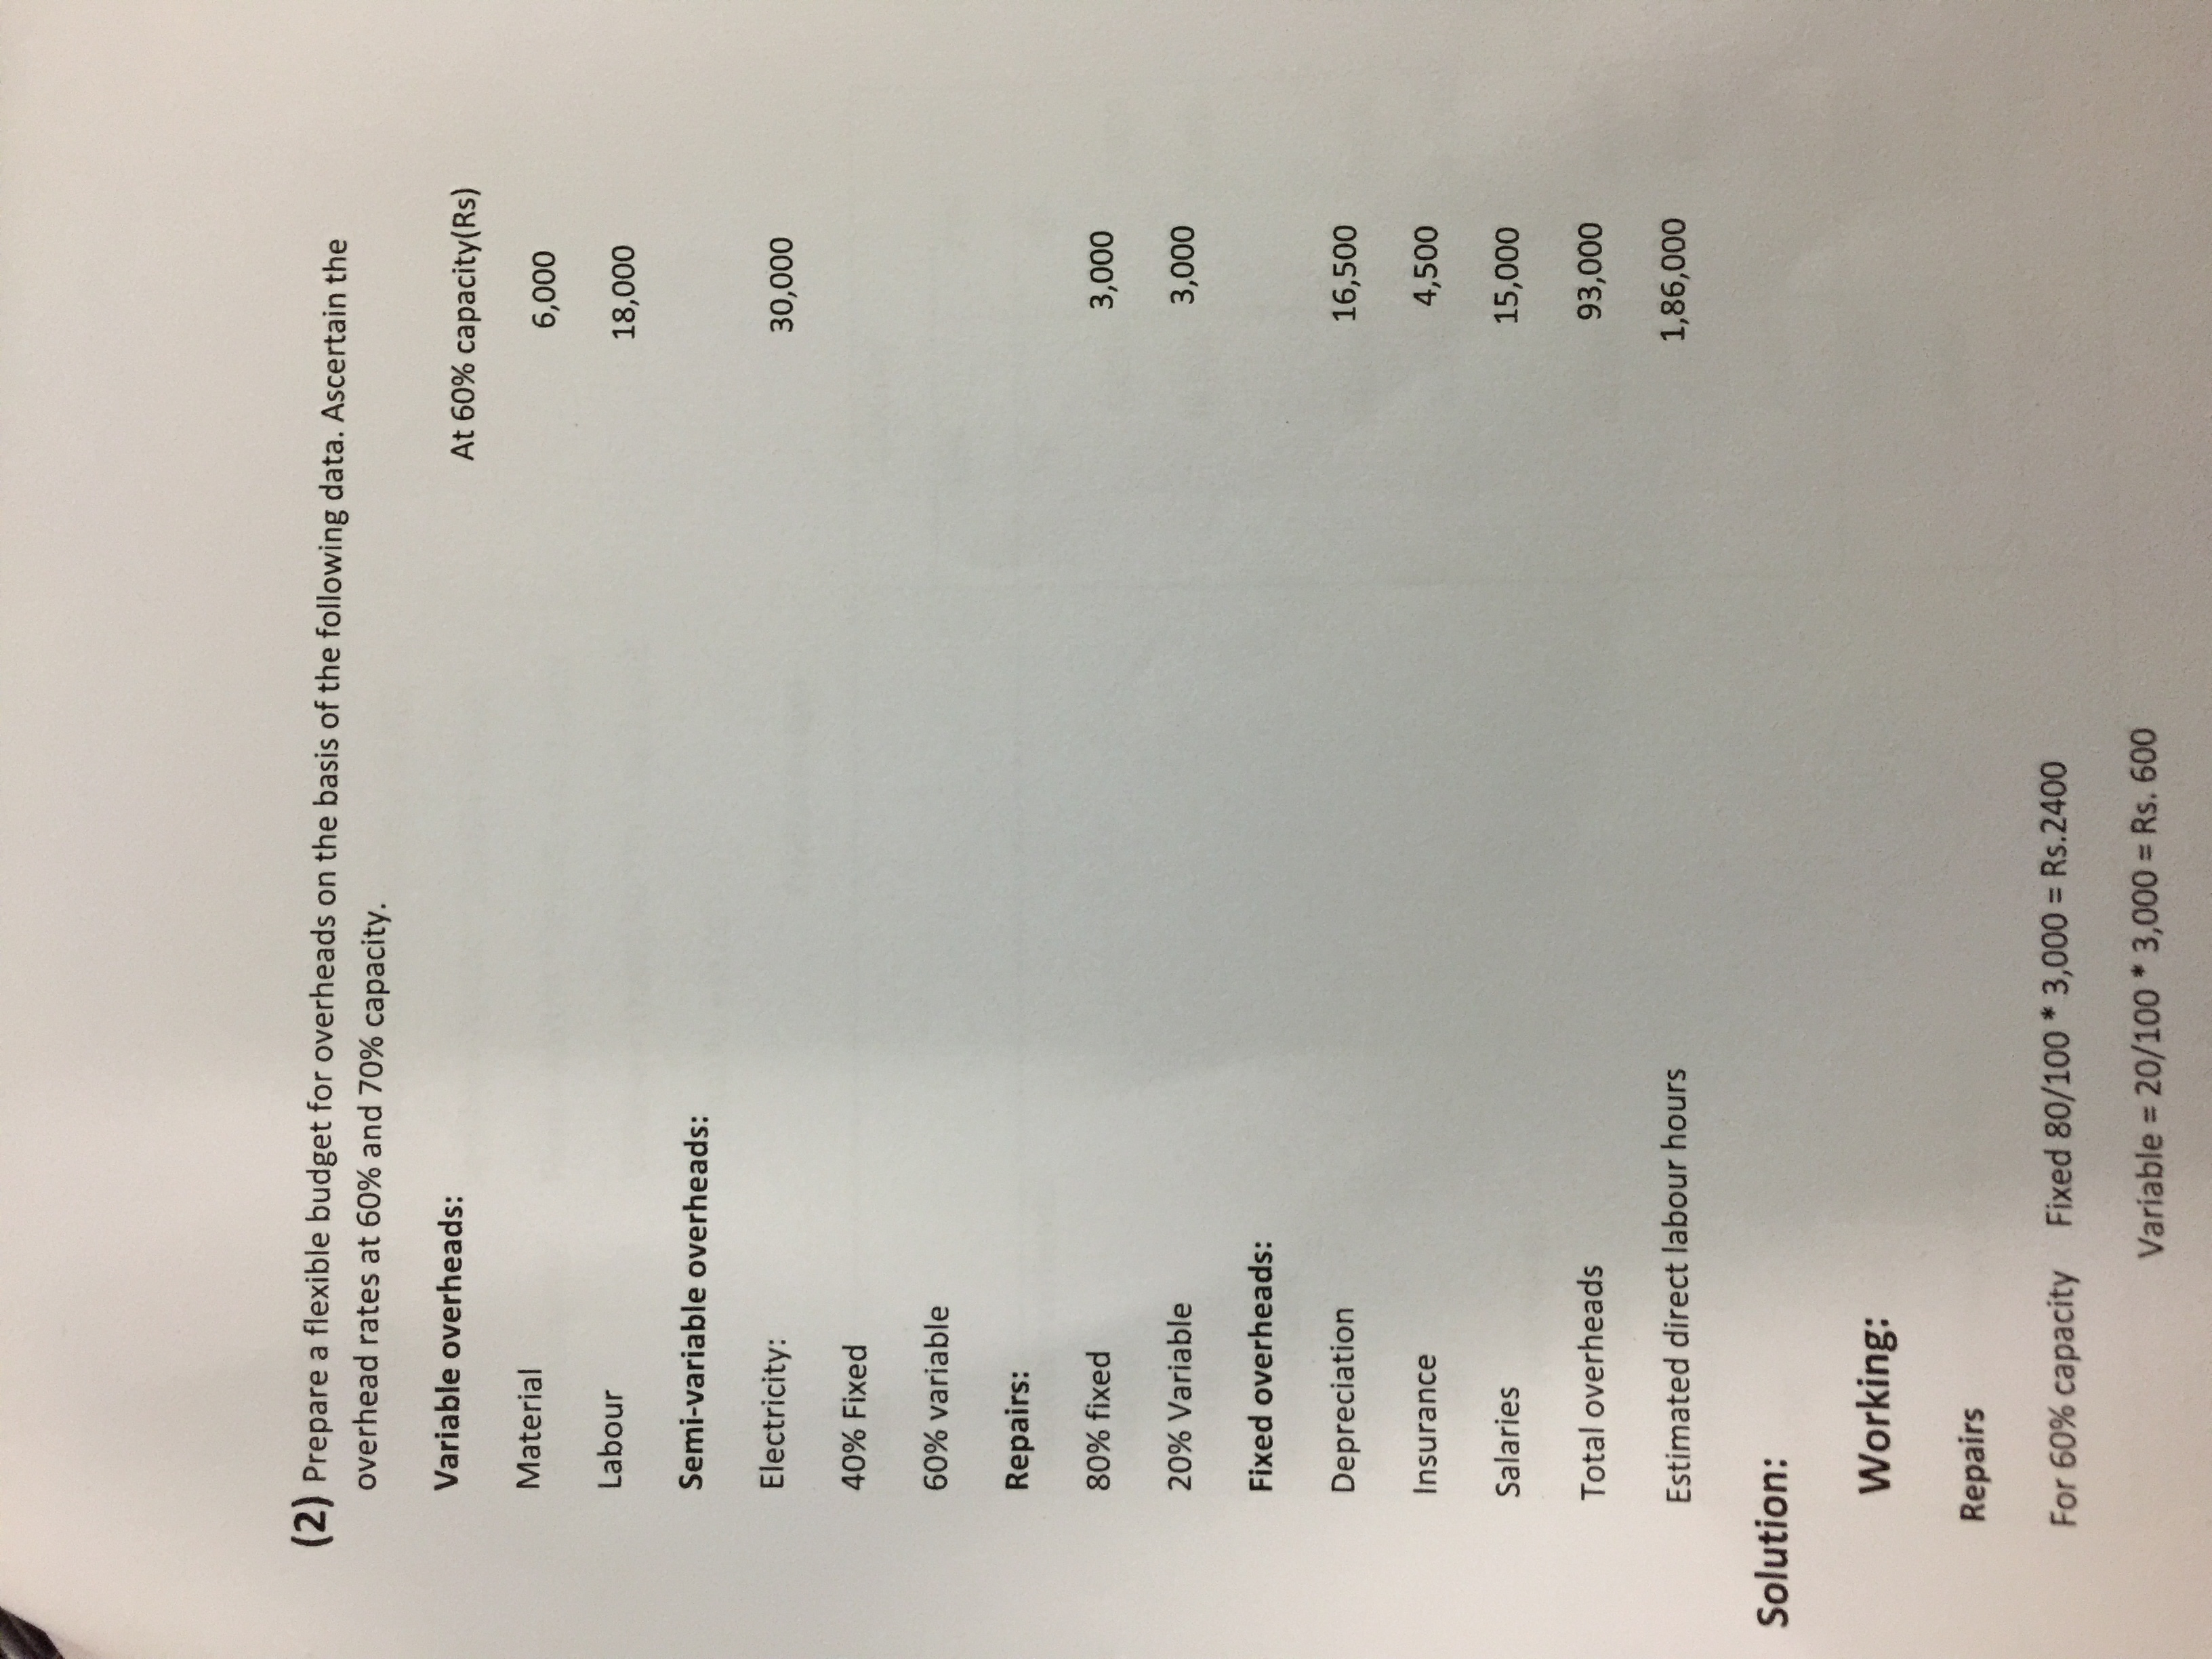 (2) Prepare a flexible budget for overheads on the basis of the following data. Ascertain the
overhead rates at 60% and 70% capacity.
Variable overheads: At 60% capacity(Rs)
Material 6,000
Labour 18,000
Semi-variable overheads:
Electricity: 30,000
40% Fixed
60% variable
Repairs:
80% fixed 3,000
20% Variable 3,000
Fixed overheads:
Depreciation 16,500
Insurance 4,500
Salaries 15,000
Total overheads 93,000
Estimated direct labour hours 1,86,000
Solution:
Working:
Repairs
For 60% capacity Fixed 80/100 * 3,000 = Rs.2400
Variable = 20/100 * 3,000 = Rs. 600